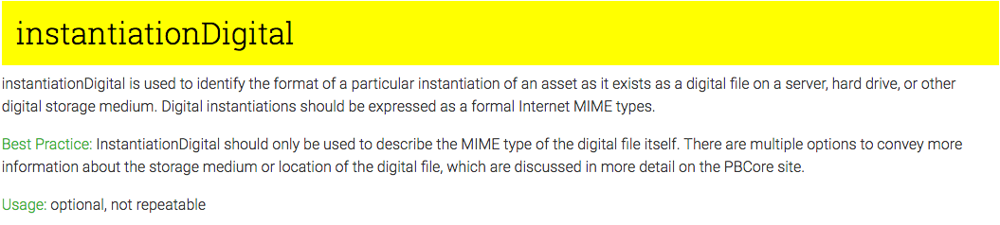 instantiationDigital
instantiationDigital is used to identify the format of a particular instantiation of an asset as it exists as a digital file on a server, hard drive, or other
digital storage medium. Digital instantiations should be expressed as a formal Internet MIME types.
Best Practice: InstantiationDigital should only be used to describe the MIME type of the digital file itself. There are multiple options to convey more
information about the storage medium or location of the digital file, which are discussed in more detail on the PBCore site.
Usage: optional, not repeatable